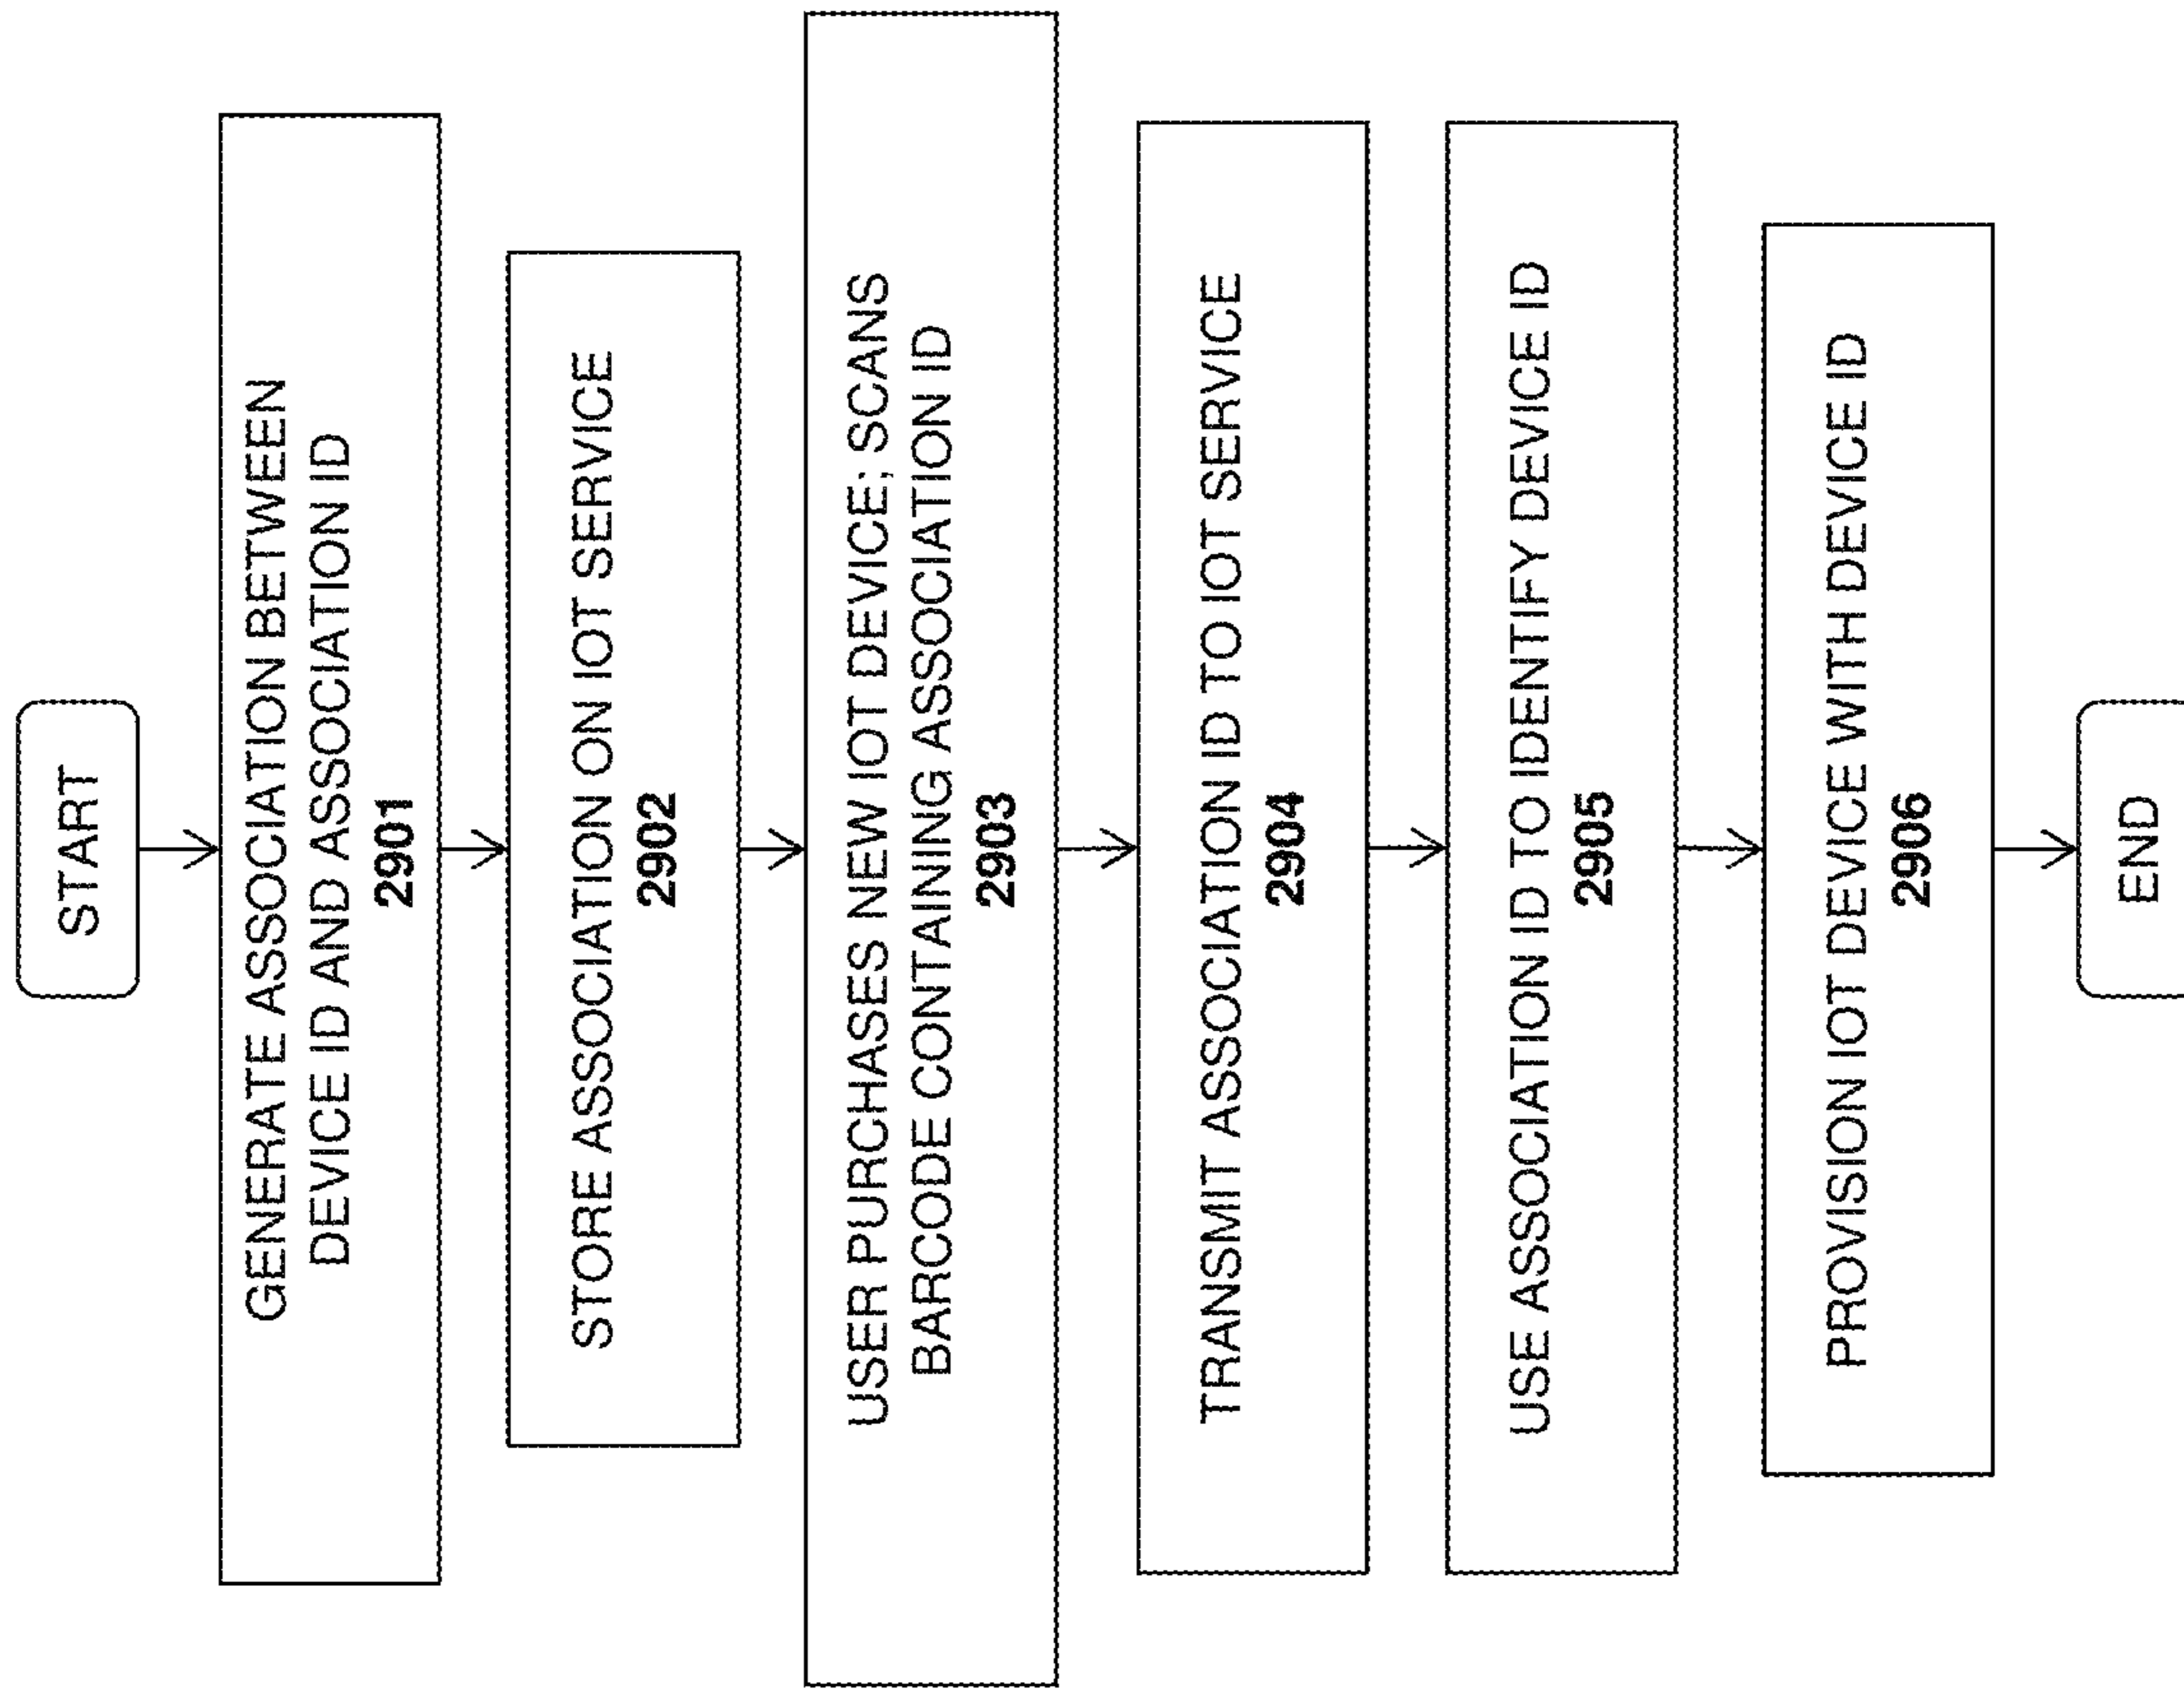 START
GENERATE ASSOCIATION BETWEEN
DEVICE ID AND ASSOCIATION ID
2901
STORE ASSOCIATION ON IOT SERVICE
2902
USER PURCHASES NEW IOT DEVICE; SCANS
BARCODE CONTAINING ASSOCIATION ID
2903
TRANSMIT ASSOCIATION ID TO IOT SERVICE
2904
USE ASSOCIATION ID TO IDENTIFY DEVICE ID
2905
PROVISION IOT DEVICE WITH DEVICE ID
2906
END